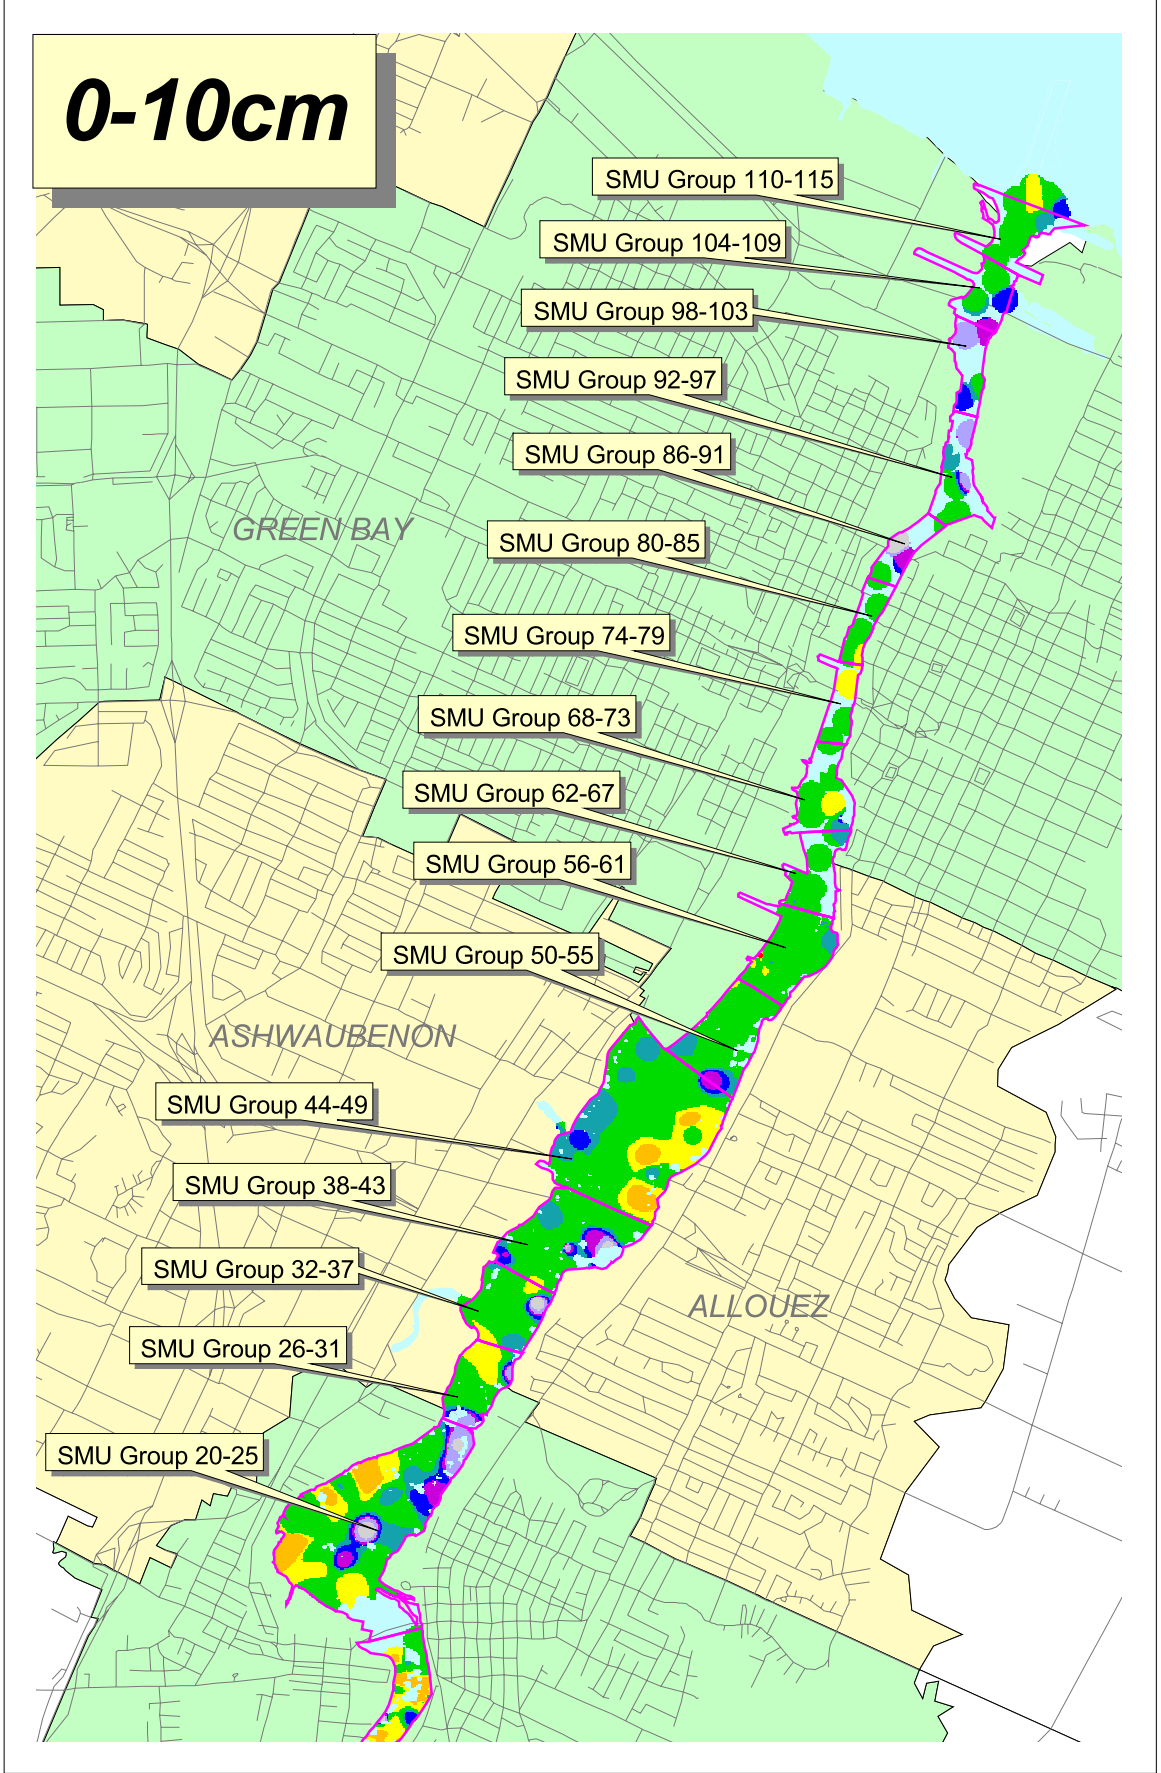 0-10cm
SMU Group 110-115
SMU Group 104-109
SMU Group 98-103
SMU Group 92-97
SMU Group 86-91
GREEN BAY
SMU Group 80-85
SMU Group 74-79
SMU Group 68-73
SMU Group 62-67
SMU Group 56-61
SMU Group 50-55
ASHWAUBENON
SMU Group 44-49
SMU Group 38-43
SMU Group 32-37
ALLOUEZ
SMU Group 26-31
SMU Group 20-25